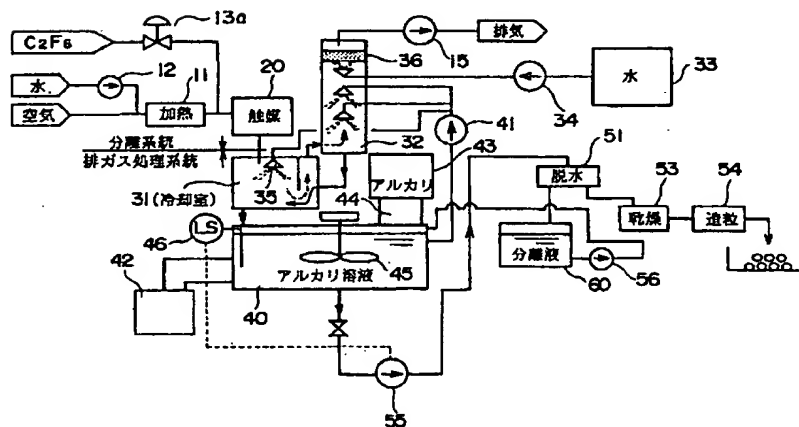 13a
C2F6
水
12
空気
11
加熱
20
触媒
分離系統
排ガス処理系統
31(冷却室)
35
36
32
15
排気
水
33
34
41
43
アルカリ
44
LS
46
42
アルカリ溶液
45
40
55
51
脱水
53
乾燥
54
造粒
分離液
60
56